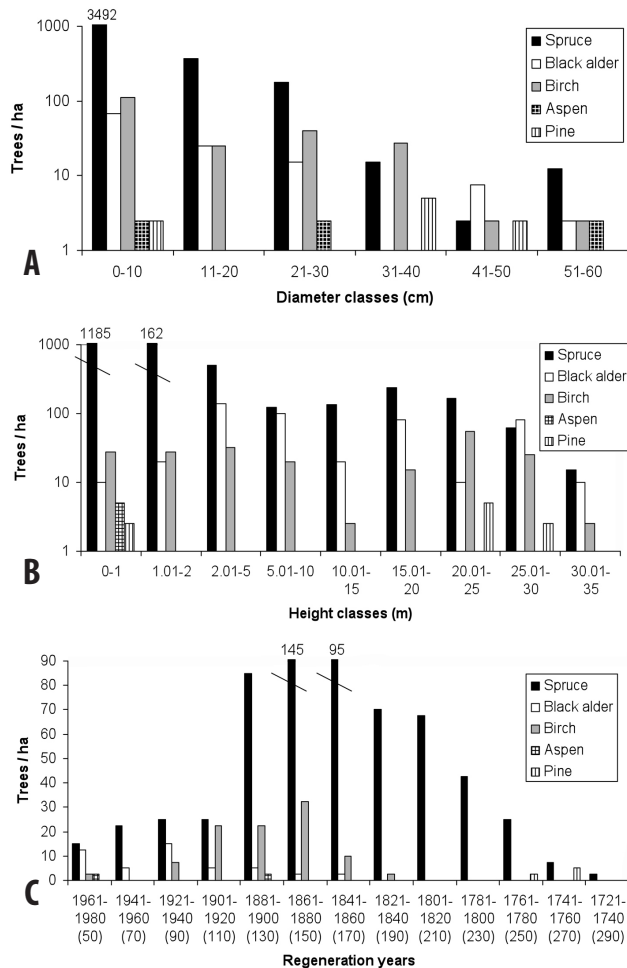 3492
1000
100
10
1
Trees / ha
Spruce
Black alder
Birch
Aspen
Pine
0-10 11-20 21-30 31-40 41-50 51-60
Diameter classes (cm)
A
1185 162
1000
100
10
1
Trees / ha
Spruce
Black alder
Birch
Aspen
Pine
0-1 1.01-2 2.01-5 5.01-10 10.01- 15.01- 20.01- 25.01- 30.01-
15 20 25 30 35
Height classes (m)
B
145 95
90
80
70
60
50
40
30
20
10
0
Trees / ha
Spruce
Black alder
Birch
Aspen
Pine
1961- 1941- 1921- 1901- 1881- 1861- 1841- 1821- 1801- 1781- 1761- 1741- 1721-
1980 1960 1940 1920 1900 1880 1860 1840 1820 1800 1780 1760 1740
(50) (70) (90) (110) (130) (150) (170) (190) (210) (230) (250) (270) (290)
Regeneration years
C